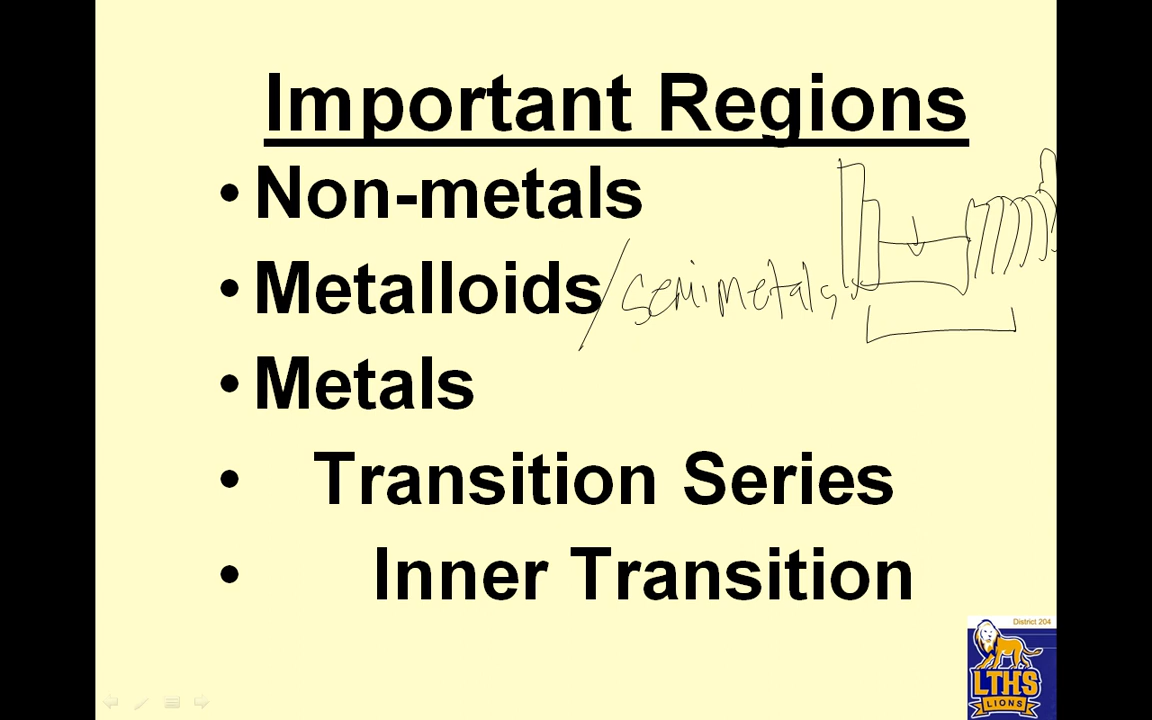 Important Regions
• Non-metals
• Metalloids/semimetals
• Metals
• Transition Series
• Inner Transition
District 204
LTHS
LIONS